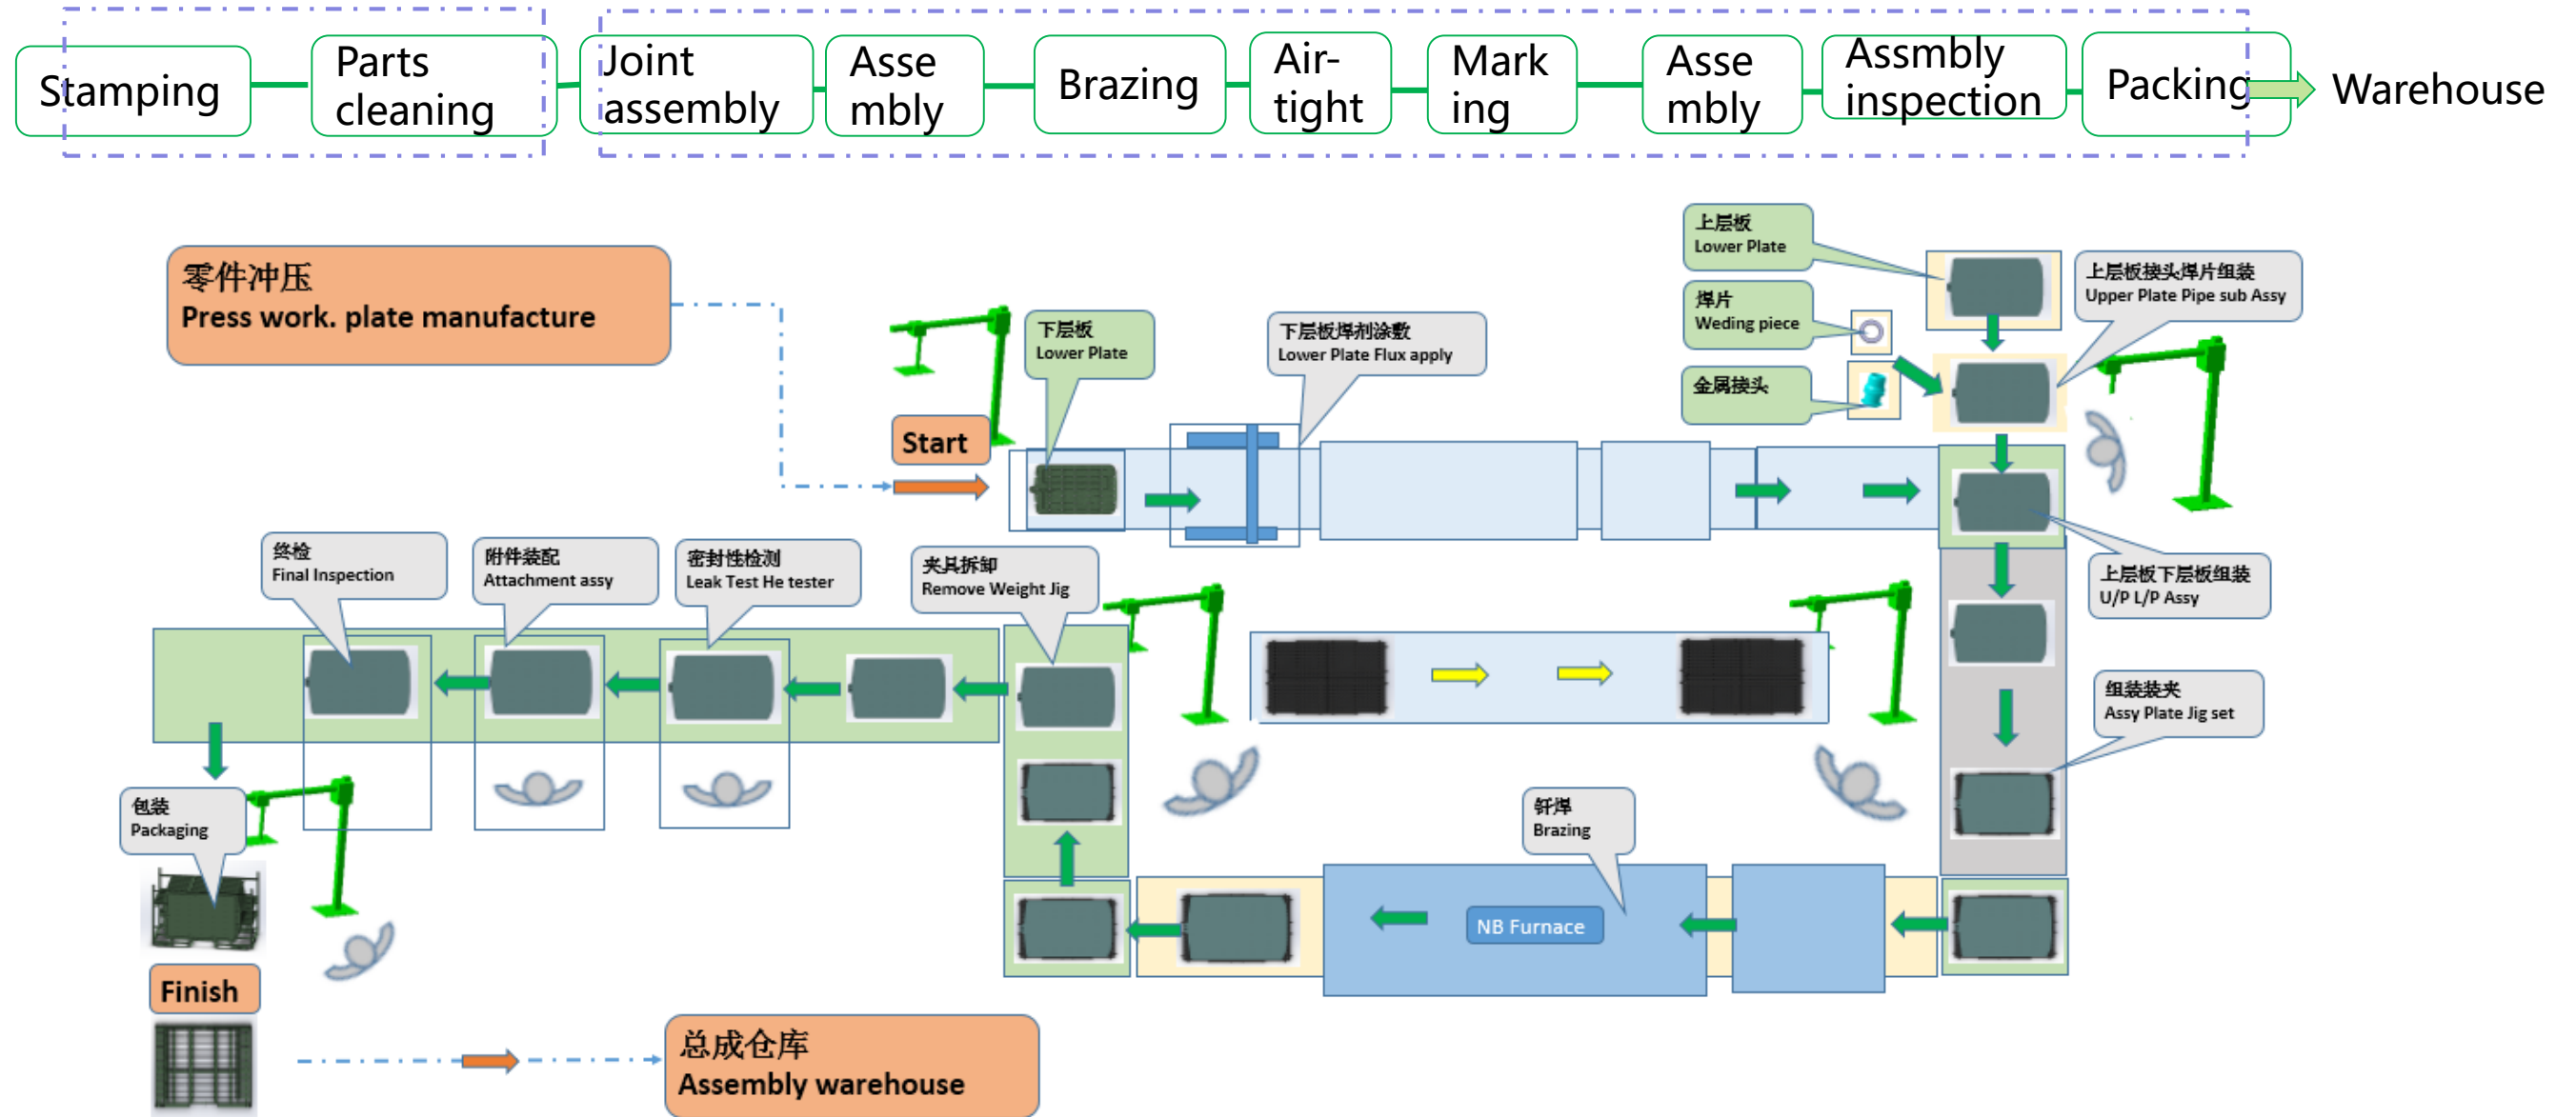 Stamping
Parts
cleaning
Joint
assembly
Asse
mbly
Brazing
Air-
tight
Mark
ing
Asse
mbly
Assmbly
inspection
Packing
Warehouse
零件冲压
Press work. plate manufacture
Start
下层板
Lower Plate
下层板焊剂涂敷
Lower Plate Flux apply
上层板
Lower Plate
焊片
Weding piece
金属接头
上层板接头焊片组装
Upper Plate Pipe sub Assy
上层板下层板组装
U/P L/P Assy
组装装夹
Assy Plate Jig set
钎焊
Brazing
NB Furnace
夹具拆卸
Remove Weight Jig
密封性检测
Leak Test He tester
附件装配
Attachment assy
终检
Final Inspection
包装
Packaging
Finish
总成仓库
Assembly warehouse